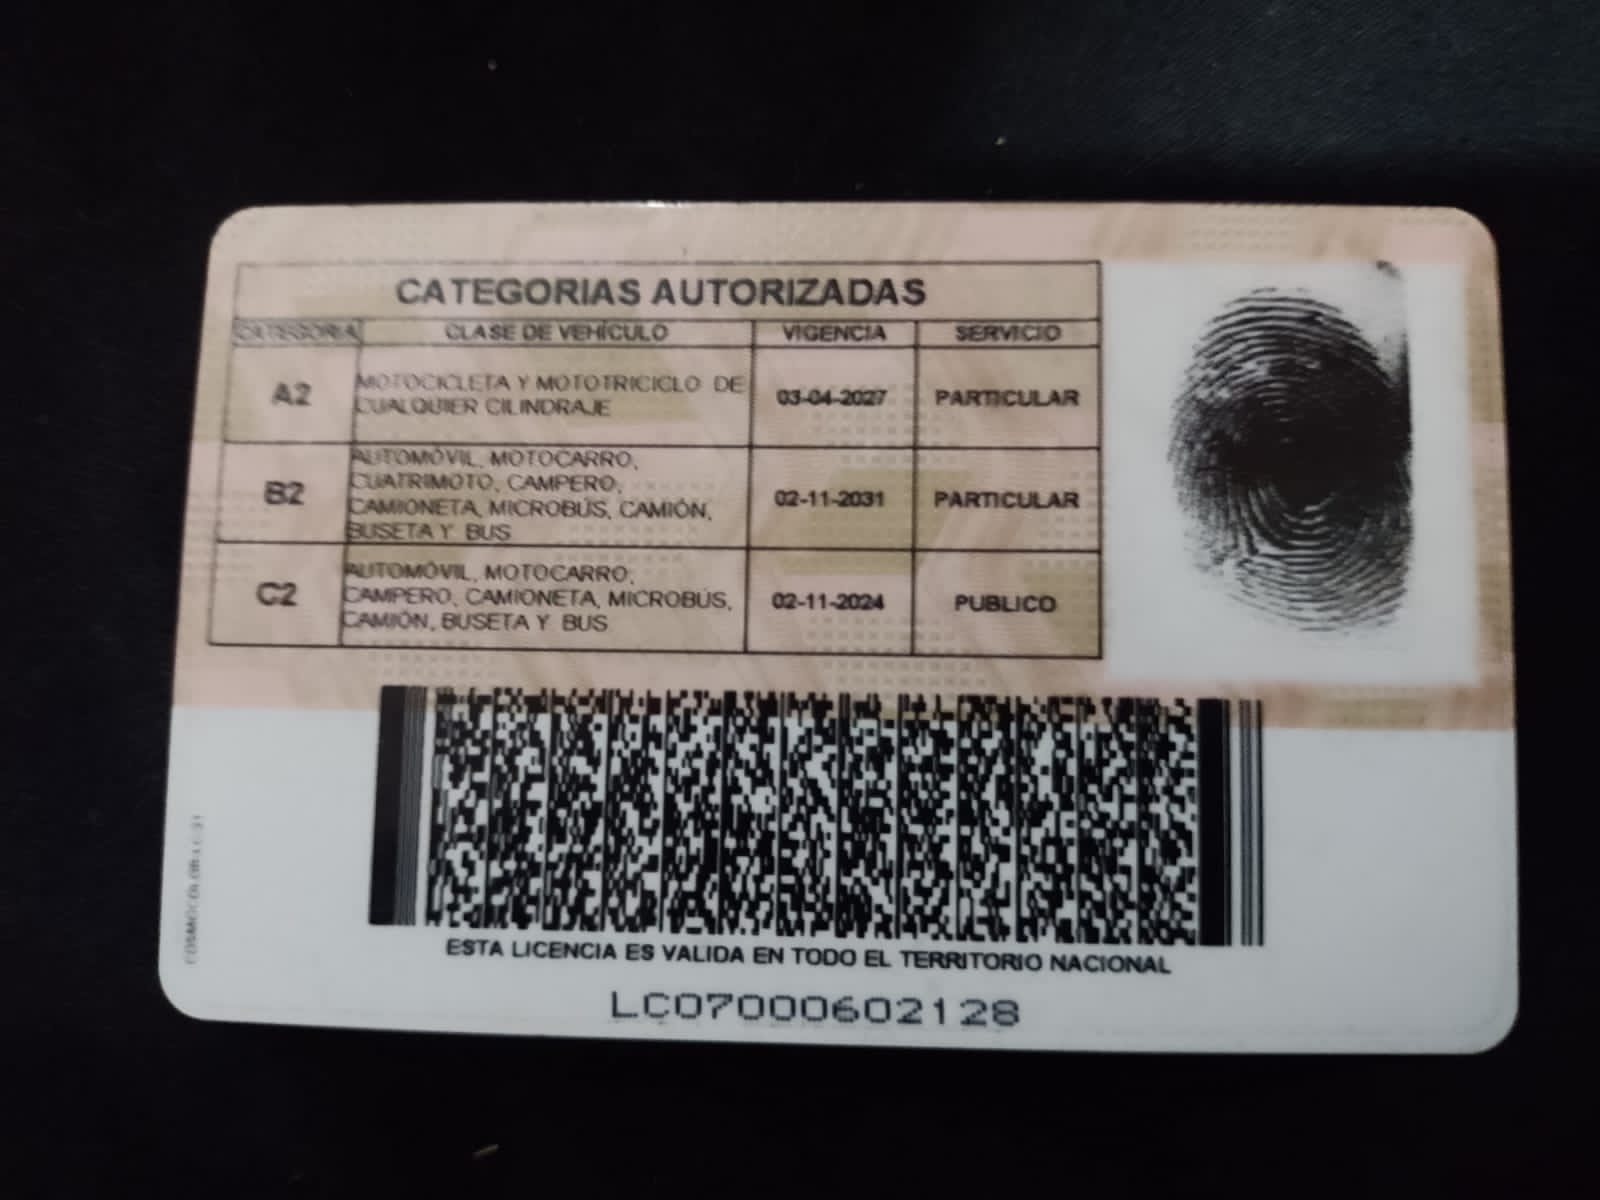 CATEGORIAS AUTORIZADAS
CATEGORIA CLASE DE VEHÍCULO VIGENCIA SERVICIO
A2 MOTOCICLETA Y MOTOTRICICLO DE CUALQUIER CILINDRAJE 03-04-2027 PARTICULAR
B2 AUTOMÓVIL, MOTOCARRO, CUATRIMOTO, CAMPERO, CAMIONETA, MICROBÚS, CAMIÓN, BUSETA Y BUS 02-11-2031 PARTICULAR
C2 AUTOMÓVIL, MOTOCARRO, CAMPERO, CAMIONETA, MICROBÚS, CAMIÓN, BUSETA Y BUS 02-11-2024 PUBLICO
ESTA LICENCIA ES VALIDA EN TODO EL TERRITORIO NACIONAL
LC07000602128